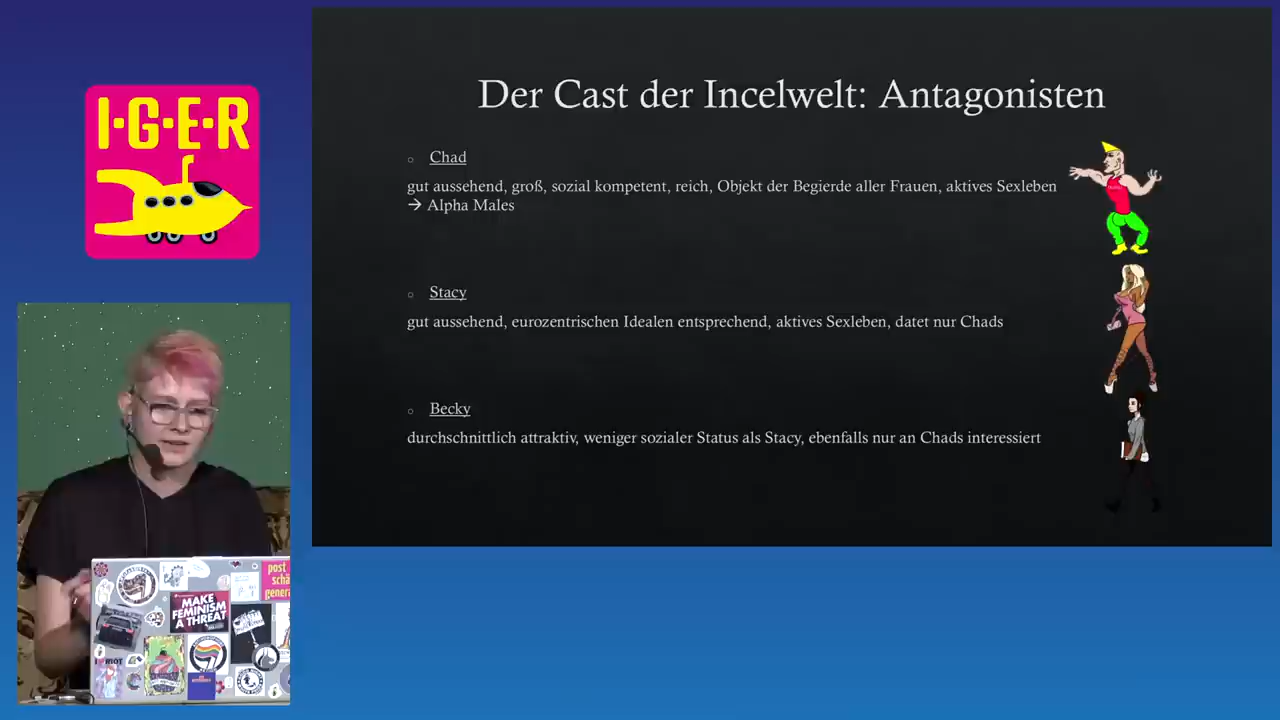 I·G·E·R
Der Cast der Incelwelt: Antagonisten
Chad
gut aussehend, groß, sozial kompetent, reich, Objekt der Begierde aller Frauen, aktives Sexleben
→ Alpha Males
Stacy
gut aussehend, eurozentrischen Idealen entsprechend, aktives Sexleben, datet nur Chads
Becky
durchschnittlich attraktiv, weniger sozialer Status als Stacy, ebenfalls nur an Chads interessiert
post
MAKE
FEMINISM
A THREAT
RIOT